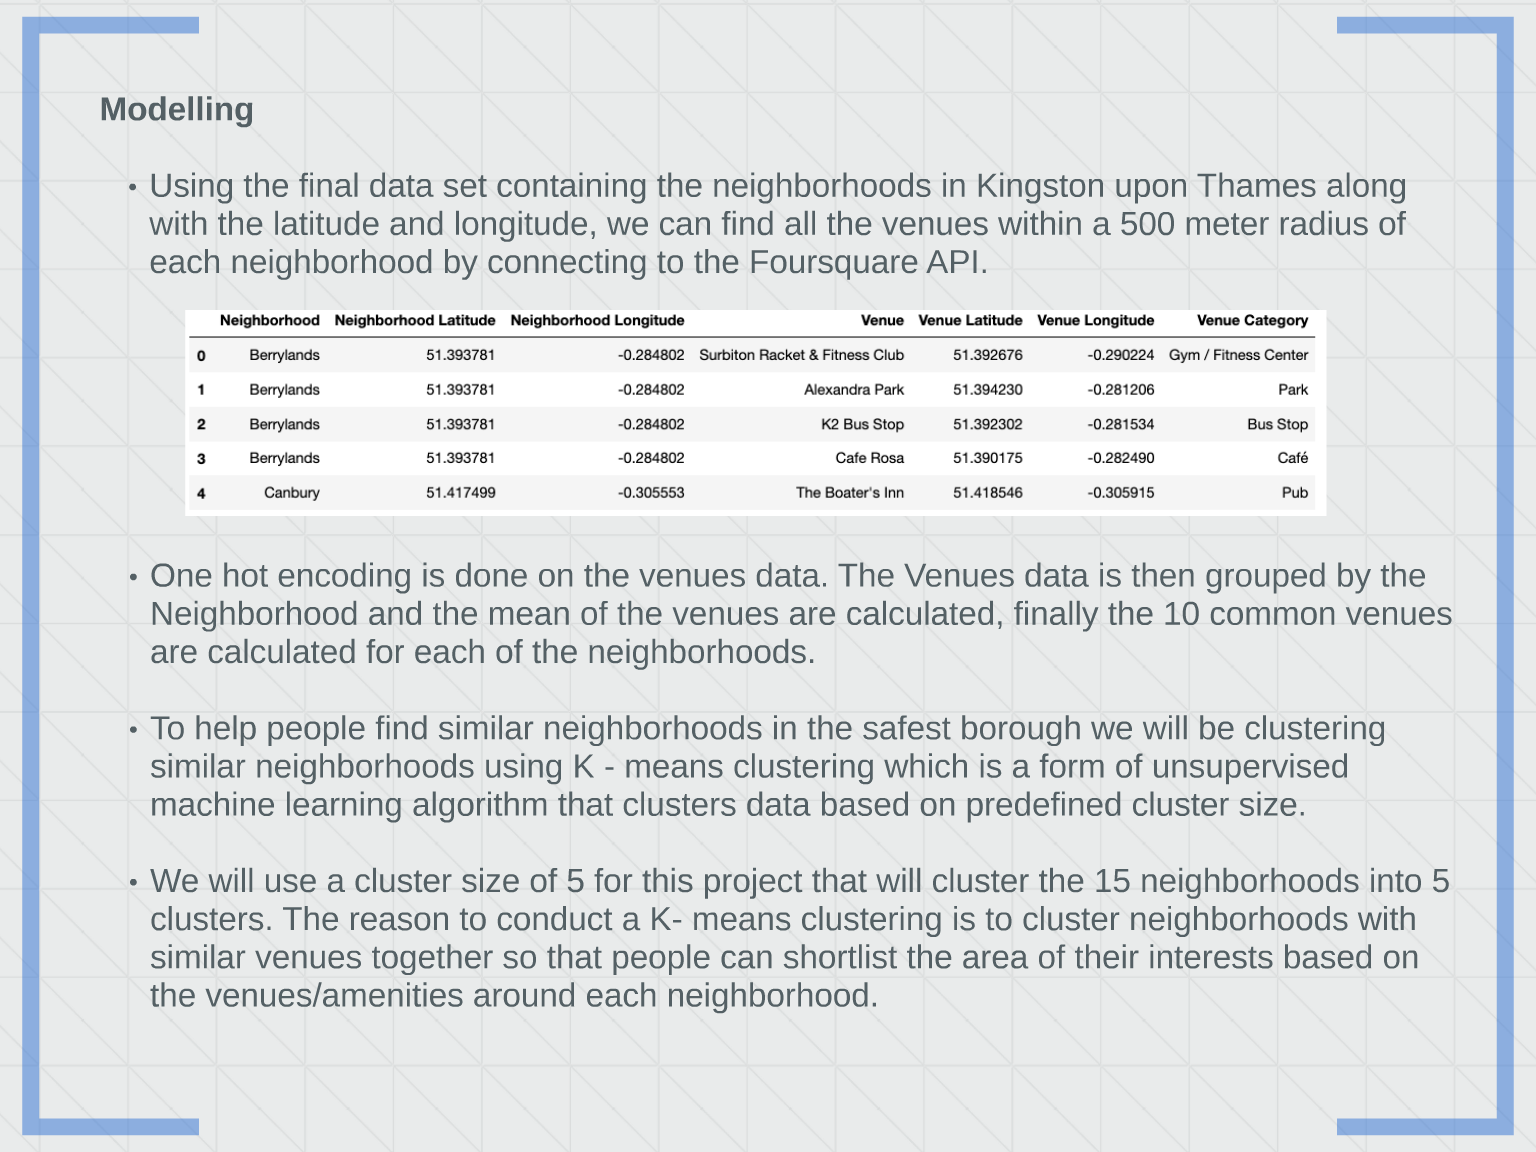 Modelling
• Using the final data set containing the neighborhoods in Kingston upon Thames along
with the latitude and longitude, we can find all the venues within a 500 meter radius of
each neighborhood by connecting to the Foursquare API.
Neighborhood Neighborhood Latitude Neighborhood Longitude Venue Venue Latitude Venue Longitude Venue Category
0 Berrylands 51.393781 -0.284802 Surbiton Racket & Fitness Club 51.392676 -0.290224 Gym / Fitness Center
1 Berrylands 51.393781 -0.284802 Alexandra Park 51.394230 -0.281206 Park
2 Berrylands 51.393781 -0.284802 K2 Bus Stop 51.392302 -0.281534 Bus Stop
3 Berrylands 51.393781 -0.284802 Cafe Rosa 51.390175 -0.282490 Café
4 Canbury 51.417499 -0.305553 The Boater's Inn 51.418546 -0.305915 Pub
• One hot encoding is done on the venues data. The Venues data is then grouped by the
Neighborhood and the mean of the venues are calculated, finally the 10 common venues
are calculated for each of the neighborhoods.
• To help people find similar neighborhoods in the safest borough we will be clustering
similar neighborhoods using K - means clustering which is a form of unsupervised
machine learning algorithm that clusters data based on predefined cluster size.
• We will use a cluster size of 5 for this project that will cluster the 15 neighborhoods into 5
clusters. The reason to conduct a K- means clustering is to cluster neighborhoods with
similar venues together so that people can shortlist the area of their interests based on
the venues/amenities around each neighborhood.